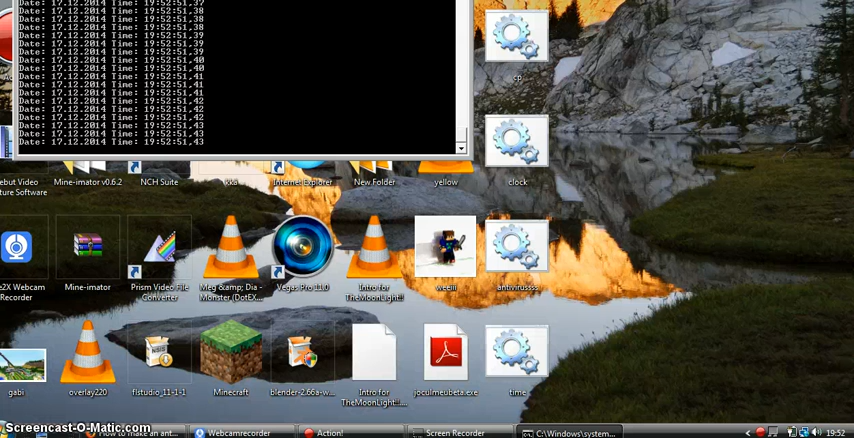 Date: 17.12.2014 Time: 19:52:51,37
Date: 17.12.2014 Time: 19:52:51,38
Date: 17.12.2014 Time: 19:52:51,38
Date: 17.12.2014 Time: 19:52:51,38
Date: 17.12.2014 Time: 19:52:51,39
Date: 17.12.2014 Time: 19:52:51,39
Date: 17.12.2014 Time: 19:52:51,39
Date: 17.12.2014 Time: 19:52:51,40
Date: 17.12.2014 Time: 19:52:51,40
Date: 17.12.2014 Time: 19:52:51,41
Date: 17.12.2014 Time: 19:52:51,41
Date: 17.12.2014 Time: 19:52:51,41
Date: 17.12.2014 Time: 19:52:51,42
Date: 17.12.2014 Time: 19:52:51,42
Date: 17.12.2014 Time: 19:52:51,42
Date: 17.12.2014 Time: 19:52:51,43
Date: 17.12.2014 Time: 19:52:51,43
Date: 17.12.2014 Time: 19:52:51,43
cp
clock
ebut Video
ture Software
Mine-imator v0.6.2
NCH Suite
Internet Explorer
New Folder
yellow
e2X Webcam
Recorder
Mine-imator
Prism Video File
Converter
Meg &amp; Dia -
Monster (DotEX...
Vegas Pro 11.0
Intro for
TheMoonLight!!
weeiii
antivirussss
gabi
overlay220
flstudio_11-1-1
Minecraft
blender-2.66a-w...
Intro for
TheMoonLight!!....
joculmeubeta.exe
time
Screencast-O-Matic.com
How to make an ant...
Webcamrecorder
Action!
Screen Recorder
C:\Windows\system...
19:52